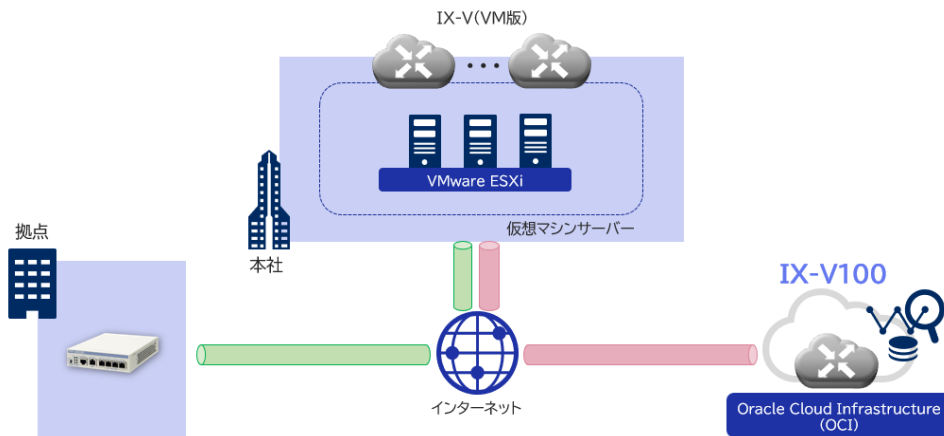 IX-V(VM版)
VMware ESXi
仮想マシンサーバー
本社
拠点
IX-V100
インターネット
Oracle Cloud Infrastructure
(OCI)